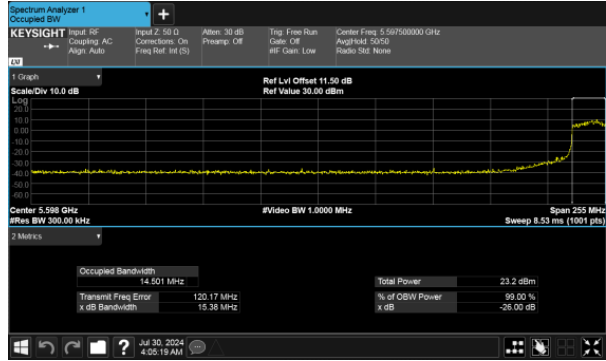 Spectrum Analyzer 1
Occupied BW
KEYSIGHT Input: RF Input Z: 50 Ω Atten: 30 dB Trig: Free Run Center Freq: 5.597500000 GHz
Coupling: AC Corrections: On Preamp: Off Gate: Off Avg|Hold: 50/50
Align: Auto Freq Ref: Int (S) #IF Gain: Low Radio Std: None
LXI
1 Graph
Scale/Div 10.0 dB
Ref Lvl Offset 11.50 dB
Ref Value 30.00 dBm
Log
20.0
10.0
0.00
-10.0
-20.0
-30.0
-40.0
-50.0
-60.0
Center 5.598 GHz #Video BW 1.0000 MHz Span 255 MHz
#Res BW 300.00 kHz Sweep 8.53 ms (1001 pts)
2 Metrics
Occupied Bandwidth
14.501 MHz Total Power 23.2 dBm
Transmit Freq Error 120.17 MHz % of OBW Power 99.00 %
x dB Bandwidth 15.38 MHz x dB -26.00 dB
?
Jul 30, 2024
4:05:19 AM